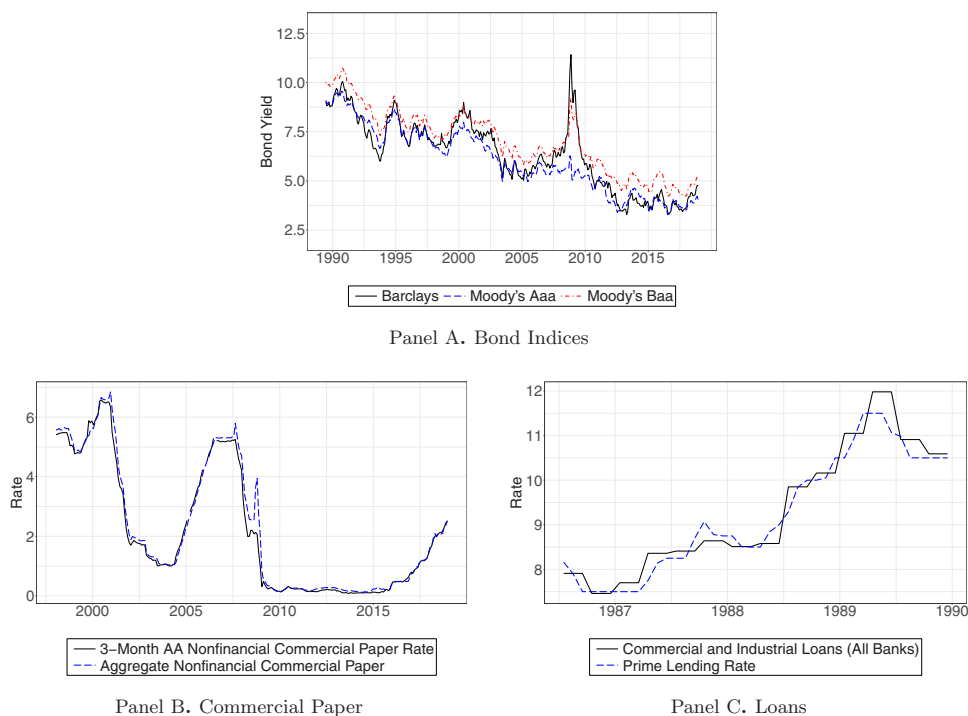 12.5
10.0
7.5
5.0
2.5
Bond Yield
1990 1995 2000 2005 2010 2015
Barclays Moody's Aaa Moody's Baa
Panel A. Bond Indices
6
4
2
0
Rate
2000 2005 2010 2015
3−Month AA Nonfinancial Commercial Paper Rate
Aggregate Nonfinancial Commercial Paper
Panel B. Commercial Paper
12
11
10
9
8
Rate
1987 1988 1989 1990
Commercial and Industrial Loans (All Banks)
Prime Lending Rate
Panel C. Loans